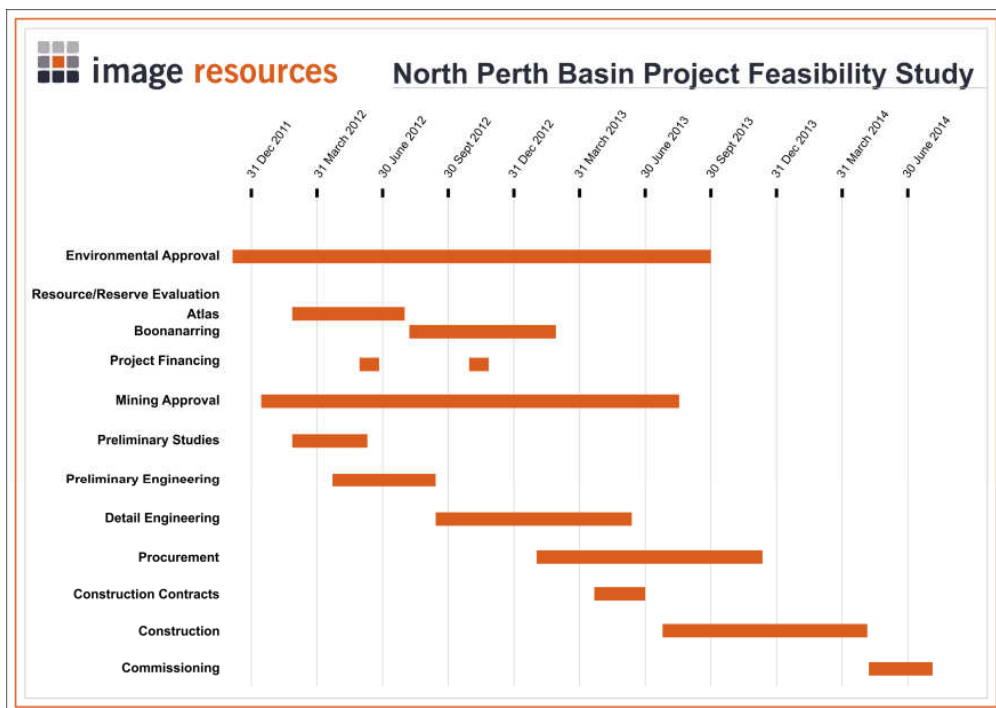 image resources
North Perth Basin Project Feasibility Study
31 Dec 2011
31 March 2012
30 June 2012
30 Sept 2012
31 Dec 2012
31 March 2013
30 June 2013
30 Sept 2013
31 Dec 2013
31 March 2014
30 June 2014
Environmental Approval
Resource/Reserve Evaluation
Atlas
Boonanarring
Project Financing
Mining Approval
Preliminary Studies
Preliminary Engineering
Detail Engineering
Procurement
Construction Contracts
Construction
Commissioning